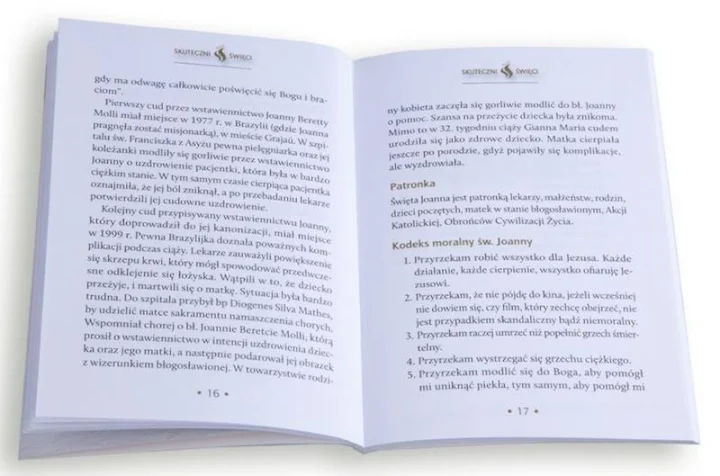 SKUTECZNI ŚWIĘCI
gdy ma odwagę całkowicie poświęcić się Bogu i bra-
ciom”.
Pierwszy cud przez wstawiennictwo Joanny Beretty
Molli miał miejsce w 1977 r. w Brazylii (gdzie Joanna
pragnęła zostać misjonarką), w mieście Grajaú. W szpi-
talu św. Franciszka z Asyżu pewna pielęgniarka oraz jej
koleżanki modliły się gorliwie przez wstawiennictwo
Joanny o uzdrowienie pacjentki, która była w bardzo
ciężkim stanie. W tym samym czasie cierpiąca pacjentka
oznajmiła, że jej ból zniknął, a po przebadaniu lekarze
potwierdzili jej cudowne uzdrowienie.
Kolejny cud przypisywany wstawiennictwu Joanny,
który doprowadził do jej kanonizacji, miał miejsce
w 1999 r. Pewna Brazylijka doznała poważnych kom-
plikacji podczas ciąży. Lekarze zauważyli powiększenie
się skrzepu krwi, który mógł spowodować przedwcze-
sne odklejenie się łożyska. Wątpili w to, że dziecko
przeżyje, i martwili się o matkę. Sytuacja była bardzo
trudna. Do szpitala przybył bp Diogenes Silva Mathes,
by udzielić matce sakramentu namaszczenia chorych.
Wspomniał chorej o bł. Joannie Beretcie Molli, którą
prosił o wstawiennictwo w intencji uzdrowienia dziec-
ka oraz jego matki, a następnie podarował jej obrazek
z wizerunkiem błogosławionej. W towarzystwie rodzi-
• 16 •
SKUTECZNI ŚWIĘCI
ny kobieta zaczęła się gorliwie modlić do bł. Joanny
o pomoc. Szansa na przeżycie dziecka była znikoma.
Mimo to w 32. tygodniu ciąży Gianna Maria cudem
urodziła się jako zdrowe dziecko. Matka cierpiała
jeszcze po porodzie, gdyż pojawiły się komplikacje,
ale wyzdrowiała.
Patronka
Święta Joanna jest patronką lekarzy, małżeństw, rodzin,
dzieci poczętych, matek w stanie błogosławionym, Akcji
Katolickiej, Obrońców Cywilizacji Życia.
Kodeks moralny św. Joanny
1. Przyrzekam robić wszystko dla Jezusa. Każde
działanie, każde cierpienie, wszystko ofiaruję Je-
zusowi.
2. Przyrzekam, że nie pójdę do kina, jeżeli wcześniej
nie dowiem się, czy film, który zechcę obejrzeć, nie
jest przypadkiem skandaliczny bądź niemoralny.
3. Przyrzekam raczej umrzeć niż popełnić grzech śmier-
telny.
4. Przyrzekam wystrzegać się grzechu ciężkiego.
5. Przyrzekam modlić się do Boga, aby pomógł
mi uniknąć piekła, tym samym, aby pomógł mi
• 17 •